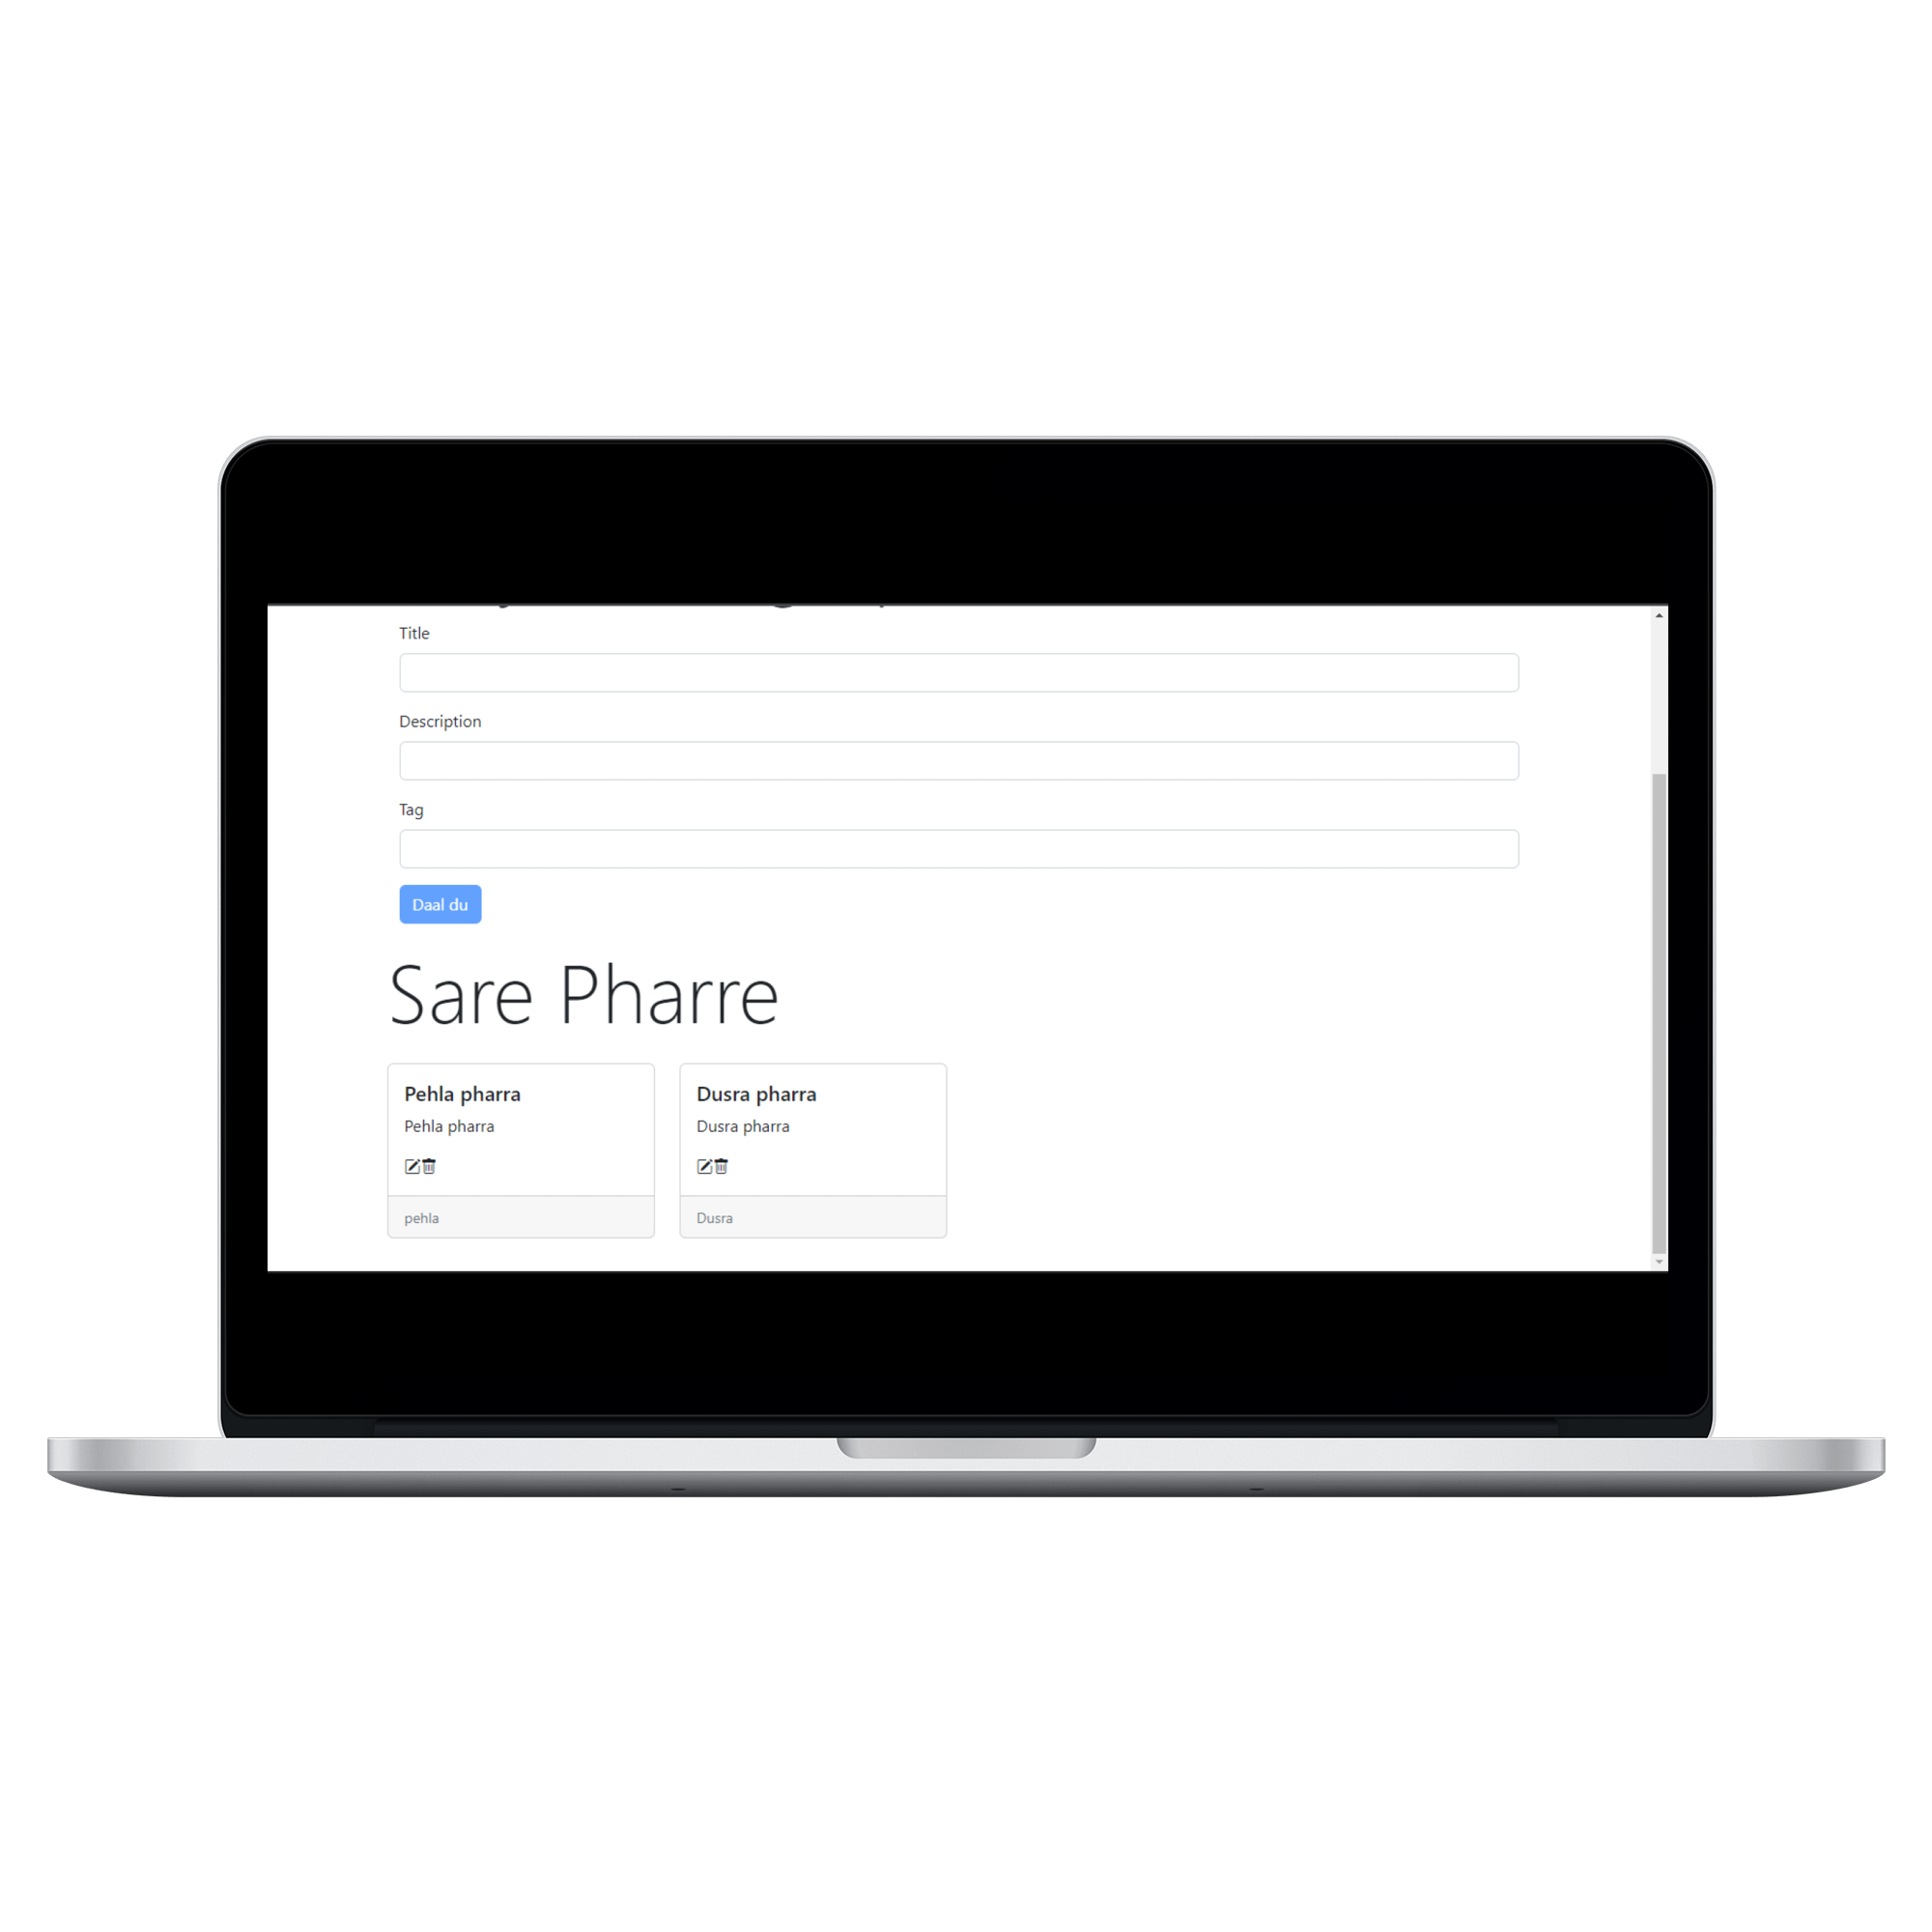 Title
Description
Tag
Daal du
Sare Pharre
Pehla pharra
Pehla pharra
pehla
Dusra pharra
Dusra pharra
Dusra